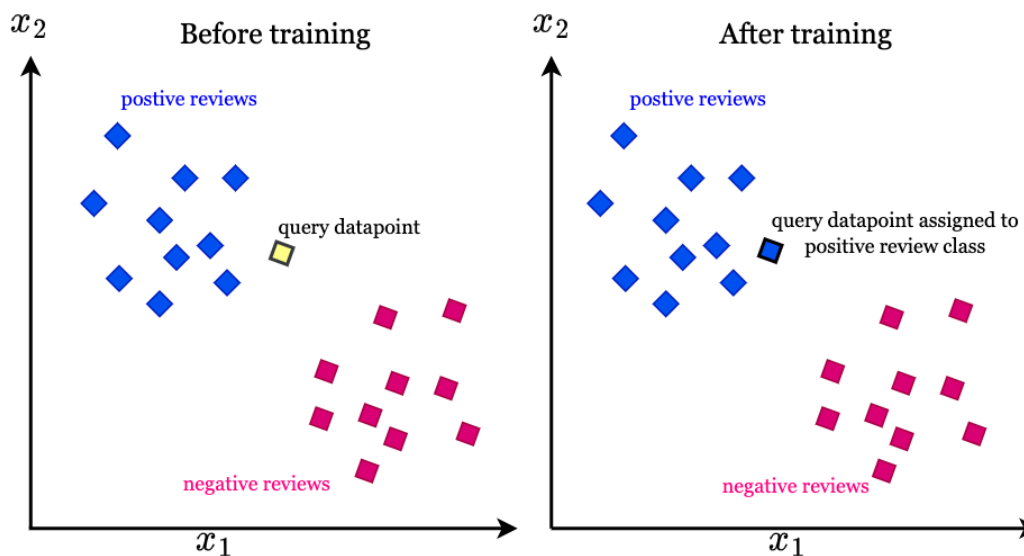 x2
Before training
postive reviews
query datapoint
negative reviews
x1
x2
After training
postive reviews
query datapoint assigned to
positive review class
negative reviews
x1